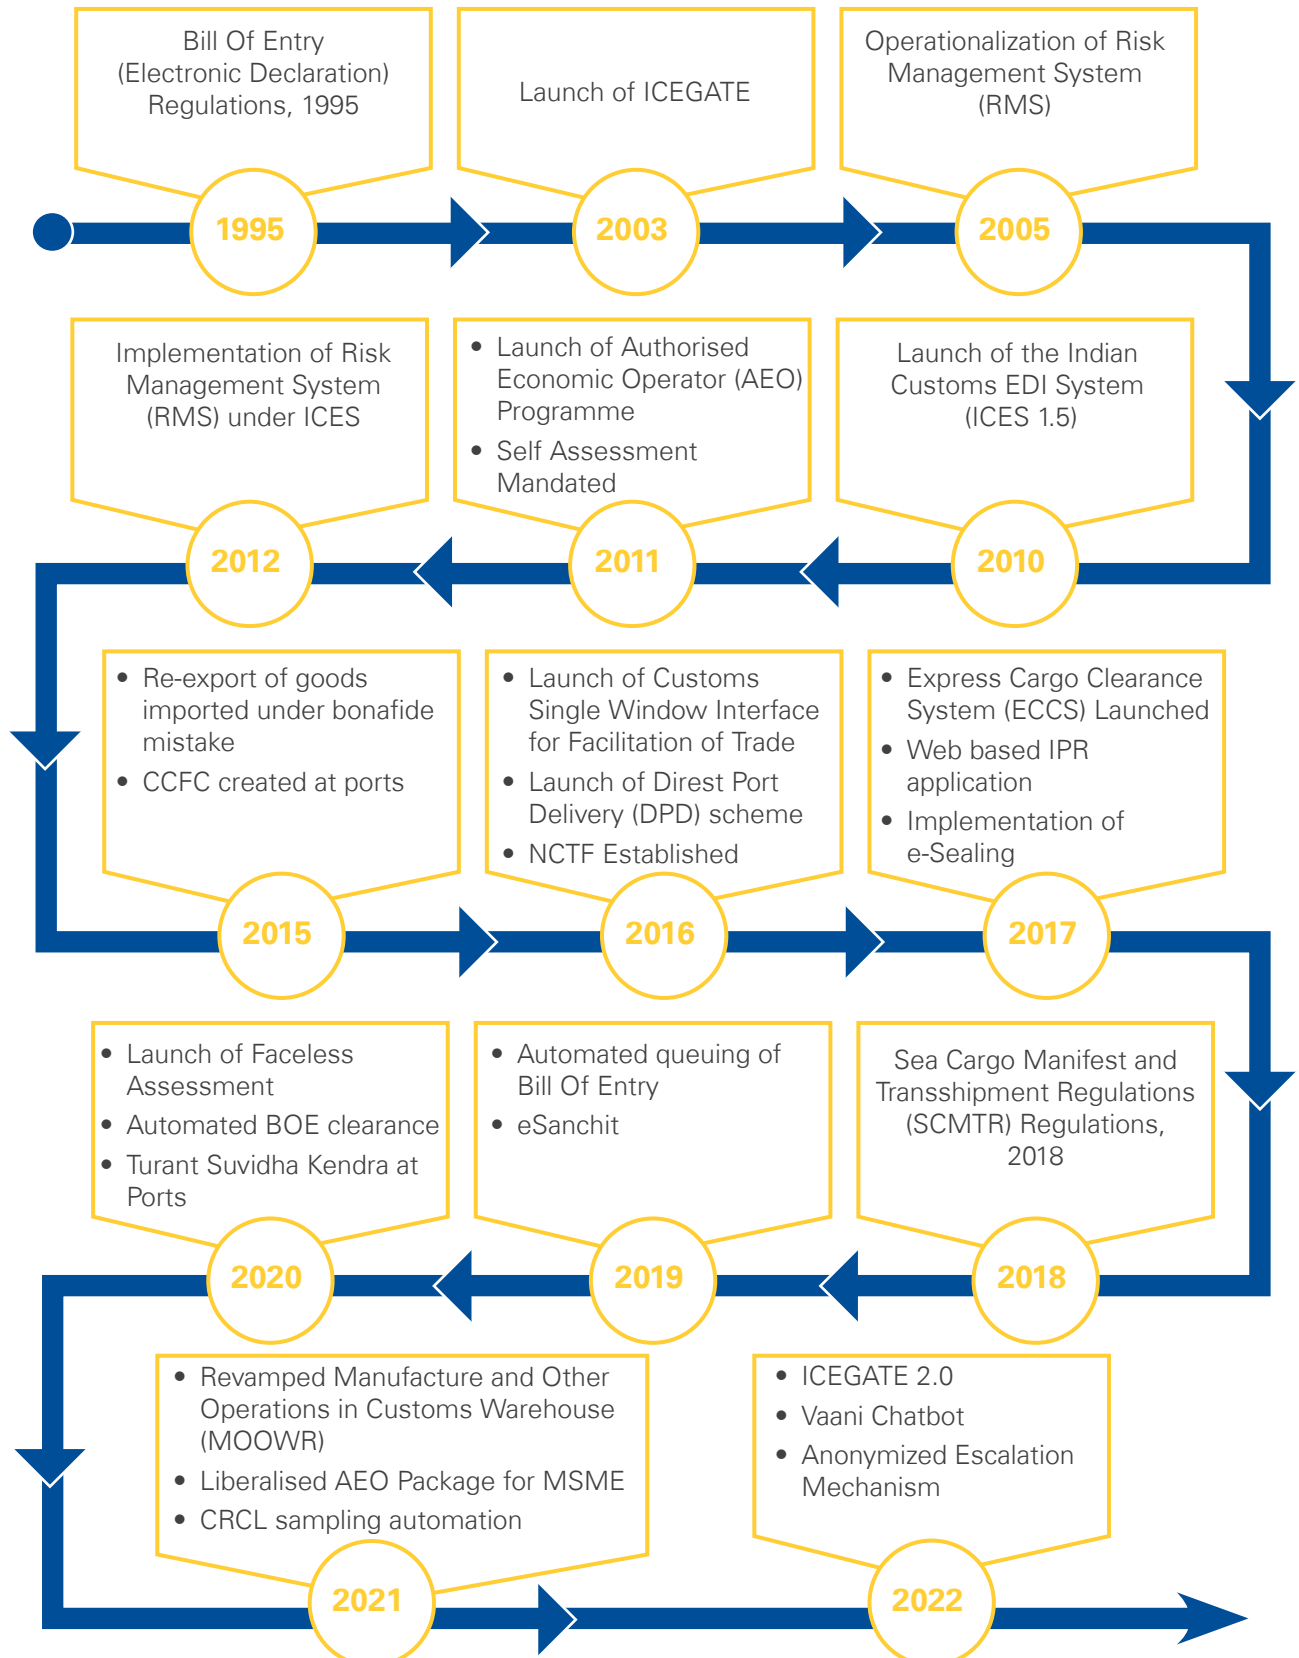 Bill Of Entry
(Electronic Declaration)
Regulations, 1995
1995
Launch of ICEGATE
2003
Operationalization of Risk
Management System
(RMS)
2005
Launch of the Indian
Customs EDI System
(ICES 1.5)
2010
• Launch of Authorised
Economic Operator (AEO)
Programme
• Self Assessment
Mandated
2011
Implementation of Risk
Management System
(RMS) under ICES
2012
• Re-export of goods
imported under bonafide
mistake
• CCFC created at ports
2015
• Launch of Customs
Single Window Interface
for Facilitation of Trade
• Launch of Direst Port
Delivery (DPD) scheme
• NCTF Established
2016
• Express Cargo Clearance
System (ECCS) Launched
• Web based IPR
application
• Implementation of
e-Sealing
2017
Sea Cargo Manifest and
Transshipment Regulations
(SCMTR) Regulations,
2018
2018
• Automated queuing of
Bill Of Entry
• eSanchit
2019
• Launch of Faceless
Assessment
• Automated BOE clearance
• Turant Suvidha Kendra at
Ports
2020
• Revamped Manufacture and Other
Operations in Customs Warehouse
(MOOWR)
• Liberalised AEO Package for MSME
• CRCL sampling automation
2021
• ICEGATE 2.0
• Vaani Chatbot
• Anonymized Escalation
Mechanism
2022